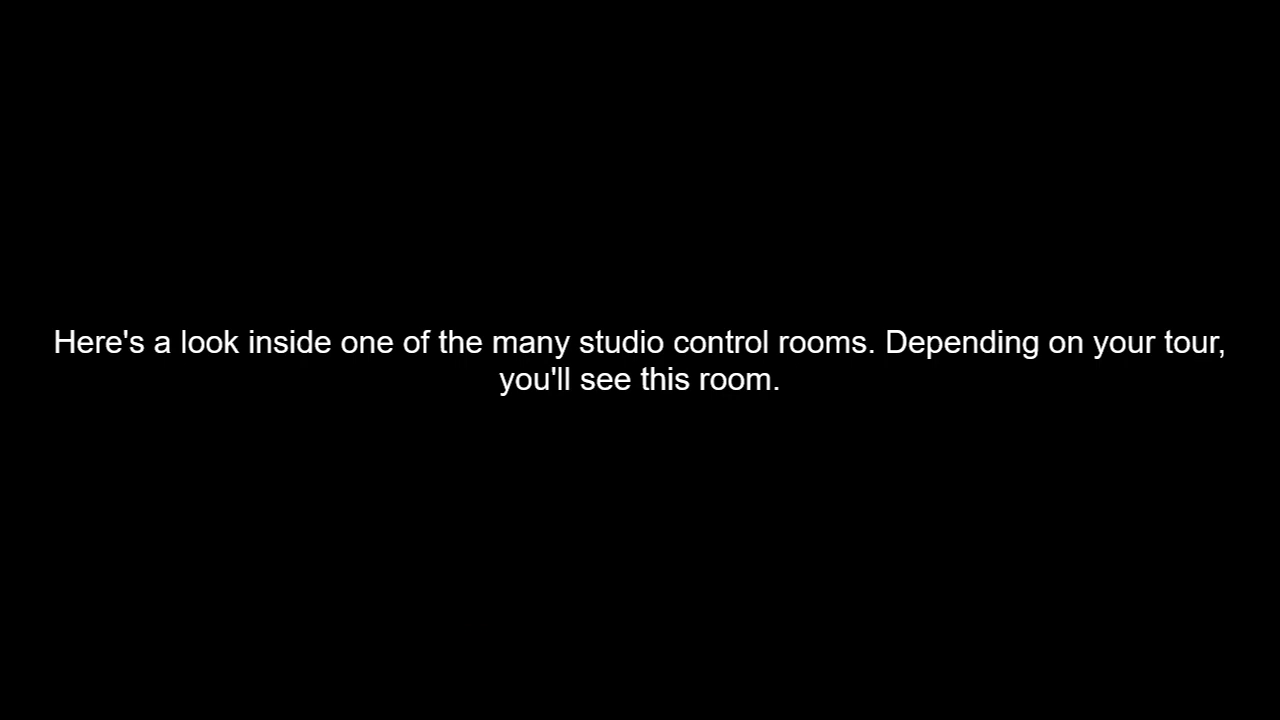 Here's a look inside one of the many studio control rooms. Depending on your tour,
you'll see this room.